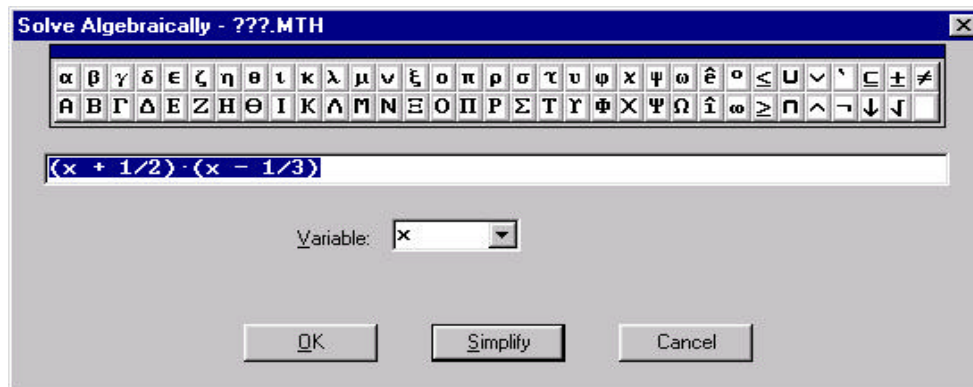 Solve Algebraically - ???.MTH
α β γ δ ε ζ η θ ι κ λ μ ν ξ ο π ρ σ τ υ φ χ ψ ω ê º ≤ ∪ ∨ ` ⊆ ± ≠
Α Β Γ Δ Ε Ζ Η Θ Ι Κ Λ Μ Ν Ξ Ο Π Ρ Σ Τ Υ Φ Χ Ψ Ω î ∞ ≥ ∩ ∧ ¬ ↓ √
(x + 1/2)·(x - 1/3)
Variable: x
OK Simplify Cancel